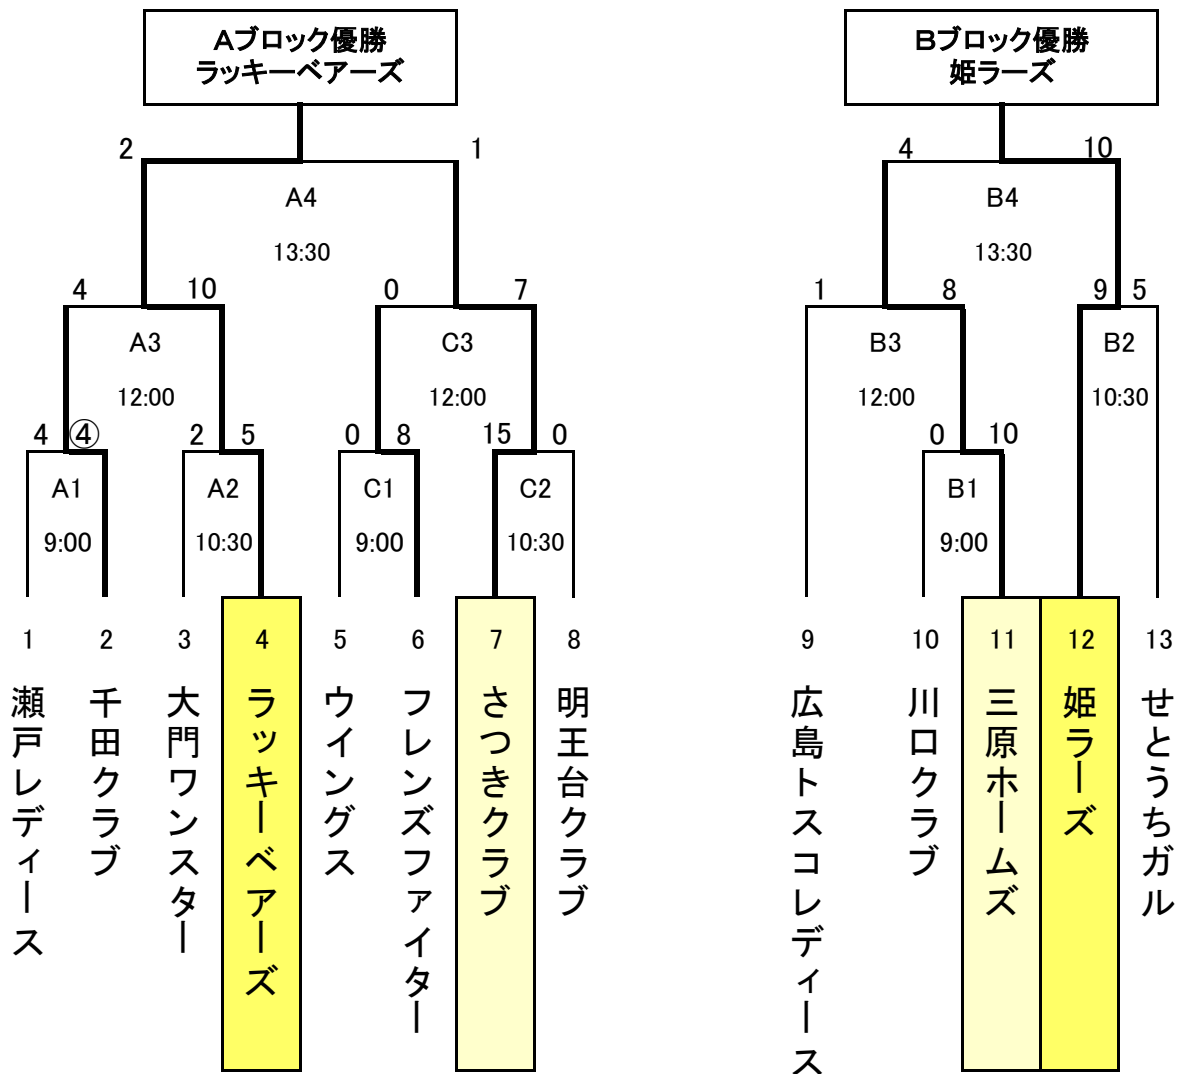 Aブロック優勝
ラッキーベアーズ
Bブロック優勝
姫ラーズ
2
1
4
10
A4
B4
13:30
13:30
4
10
0
7
1
8
9
5
A3
C3
B3
B2
12:00
12:00
12:00
10:30
4
④
2
5
0
8
15
0
0
10
A1
A2
C1
C2
B1
9:00
10:30
9:00
10:30
9:00
1
2
3
4
5
6
7
8
9
10
11
12
13
瀬戸レディース
千田クラブ
大門ワンスター
ラッキーベアーズ
ウイングス
フレンズファイター
さつきクラブ
明王台クラブ
広島トスコレディース
川口クラブ
三原ホームズ
姫ラーズ
せとうちガル